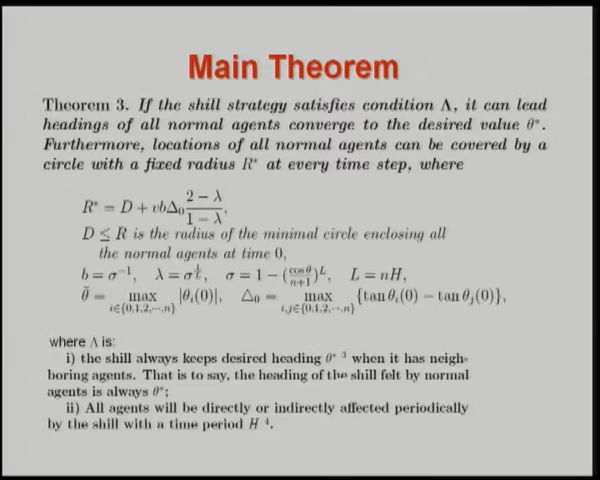 Main Theorem
Theorem 3. If the shill strategy satisfies condition Λ, it can lead
headings of all normal agents converge to the desired value θ*.
Furthermore, locations of all normal agents can be covered by a
circle with a fixed radius R* at every time step, where
R* = D + vbΔ₀ (2 − λ)/(1 − λ),
D ≤ R is the radius of the minimal circle enclosing all
the normal agents at time 0,
b = σ⁻¹, λ = σ^(1/L), σ = 1 − (cos θ̄/(n+1))^L, L = nH,
θ̄ = max_{i∈{0,1,2,⋯,n}} |θᵢ(0)|, Δ₀ = max_{i,j∈{0,1,2,⋯,n}} {tan θᵢ(0) − tan θⱼ(0)},
where Λ is:
i) the shill always keeps desired heading θ* ³ when it has neigh-
boring agents. That is to say, the heading of the shill felt by normal
agents is always θ*;
ii) All agents will be directly or indirectly affected periodically
by the shill with a time period H ⁴.